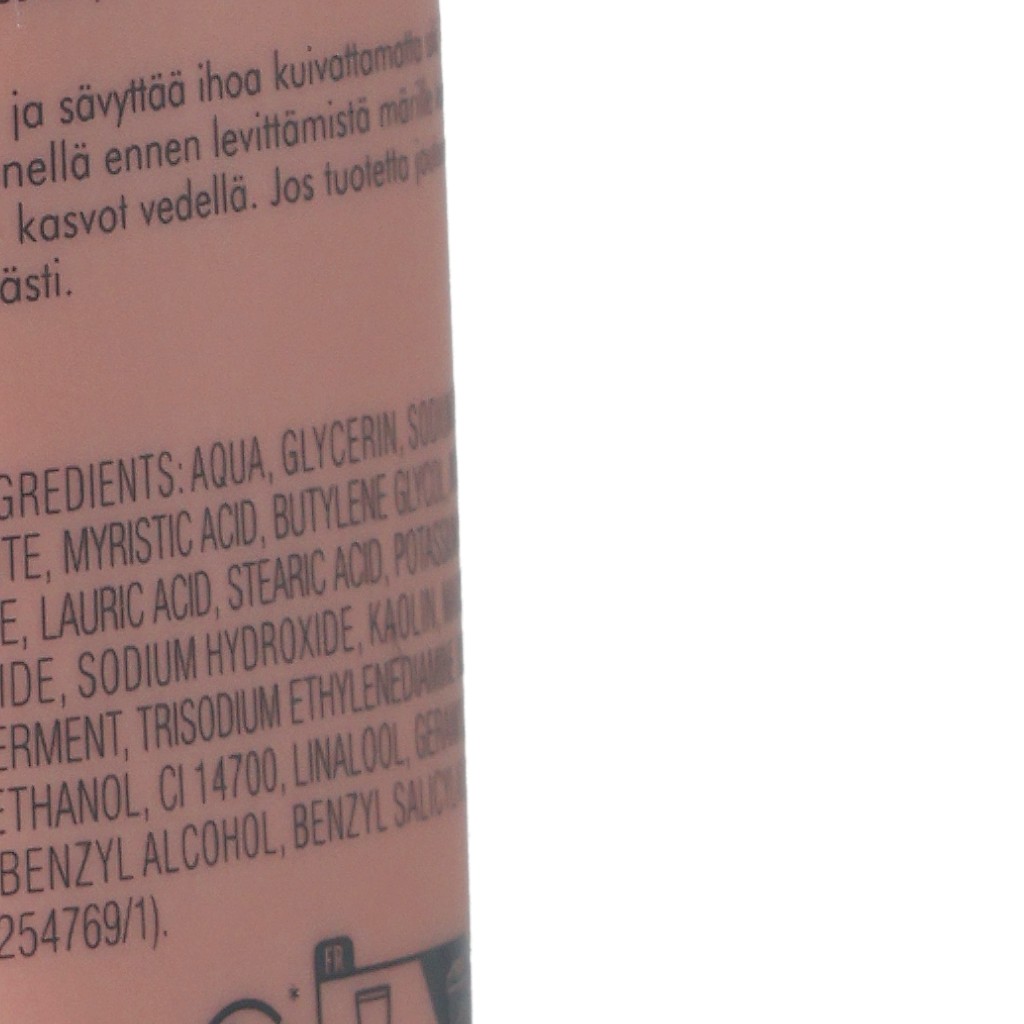 ja sävyttää ihoa kuivattamatta
nellä ennen levittämistä märille
kasvot vedellä. Jos tuotetta
ästi.
GREDIENTS: AQUA, GLYCERIN,
TE, MYRISTIC ACID, BUTYLENE GLYCOL,
E, LAURIC ACID, STEARIC ACID,
IDE, SODIUM HYDROXIDE, KAOLIN,
ERMENT, TRISODIUM ETHYLENEDIAMINE
ETHANOL, CI 14700, LINALOOL,
BENZYL ALCOHOL, BENZYL
254769/1).
* FR